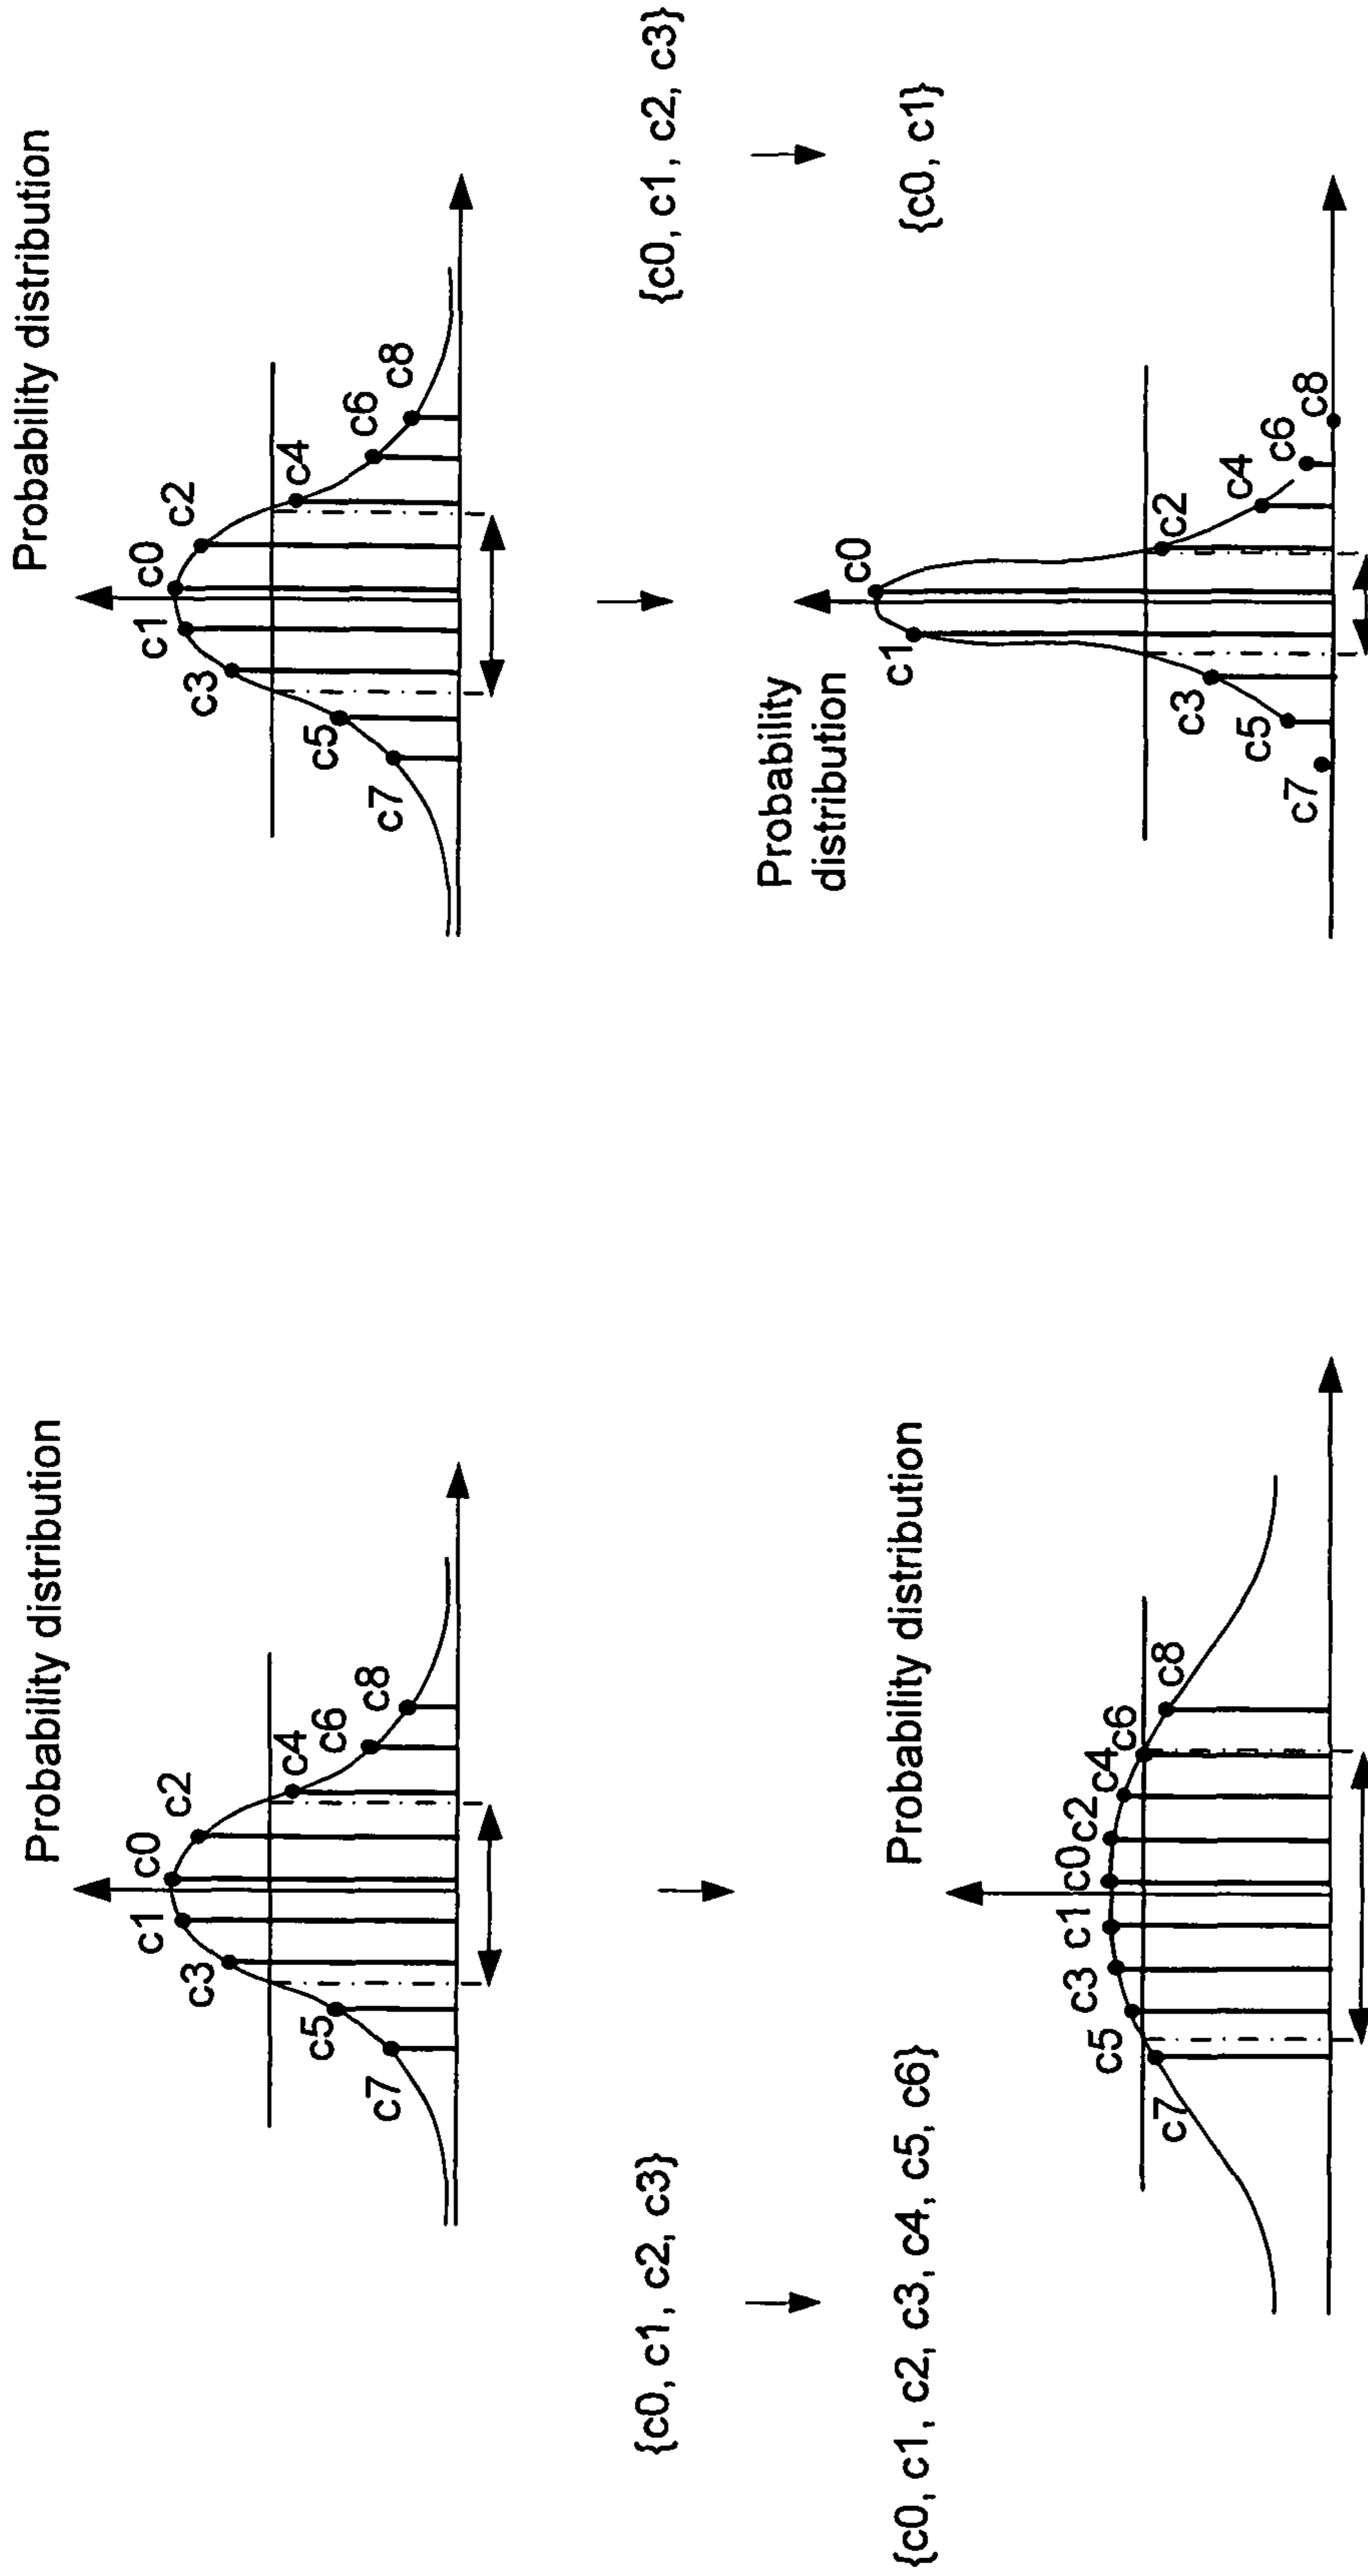 Probability distribution
c1 c0
c3 c2
c5 c4
c6
c7 c8
{c0, c1, c2, c3}
{c0, c1, c2, c3, c4, c5, c6}
Probability distribution
c5 c3 c1 c0 c2 c4 c6
c7 c8
Probability distribution
c1 c0
c3 c2
c5 c4
c6
c7 c8
{c0, c1, c2, c3}
{c0, c1}
Probability
distribution
c0
c1
c3 c2
c5 c4
c6
c7 c8